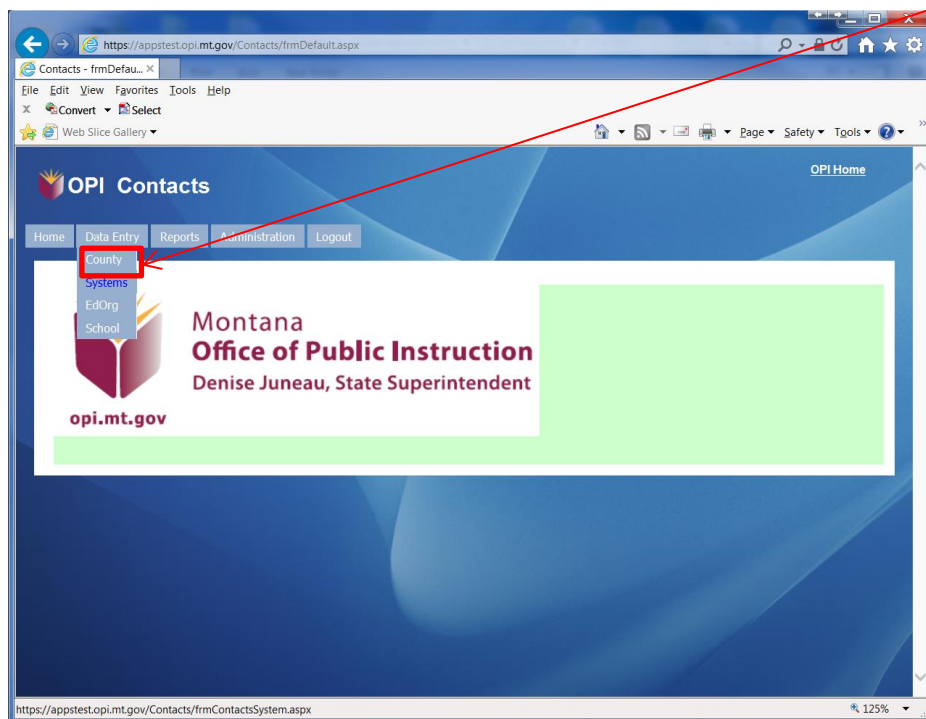 https://appstest.opi.mt.gov/Contacts/frmDefault.aspx
Contacts - frmDefau...
File Edit View Favorites Tools Help
x Convert Select
Web Slice Gallery
Page Safety Tools
OPI Home
OPI Contacts
Home Data Entry Reports Administration Logout
County
Systems
EdOrg
School
Montana
Office of Public Instruction
Denise Juneau, State Superintendent
opi.mt.gov
https://appstest.opi.mt.gov/Contacts/frmContactsSystem.aspx
125%